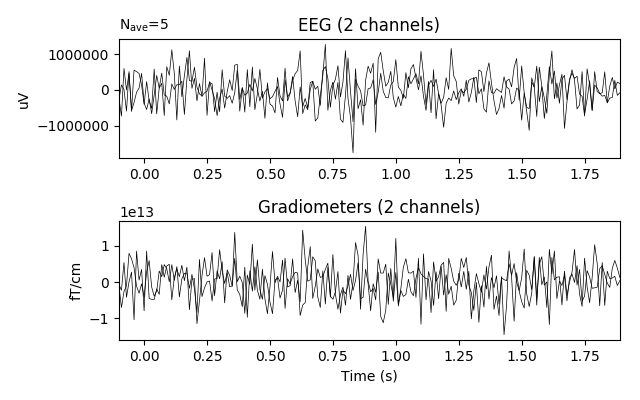 Nave=5
EEG (2 channels)
1000000
0
−1000000
uV
0.00 0.25 0.50 0.75 1.00 1.25 1.50 1.75
1e13
Gradiometers (2 channels)
1
0
−1
fT/cm
0.00 0.25 0.50 0.75 1.00 1.25 1.50 1.75
Time (s)